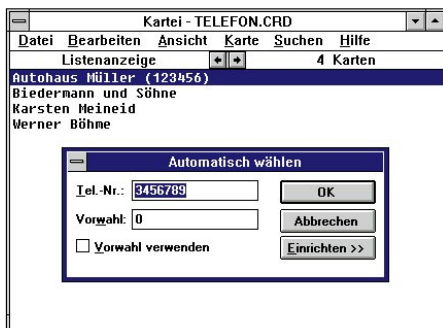 Kartei - TELEFON.CRD
Datei Bearbeiten Ansicht Karte Suchen Hilfe
Listenanzeige 4 Karten
Autohaus Müller (123456)
Biedermann und Söhne
Karsten Meineid
Werner Böhme
Automatisch wählen
Tel.-Nr.: 3456789 OK
Vorwahl: 0 Abbrechen
Vorwahl verwenden Einrichten >>